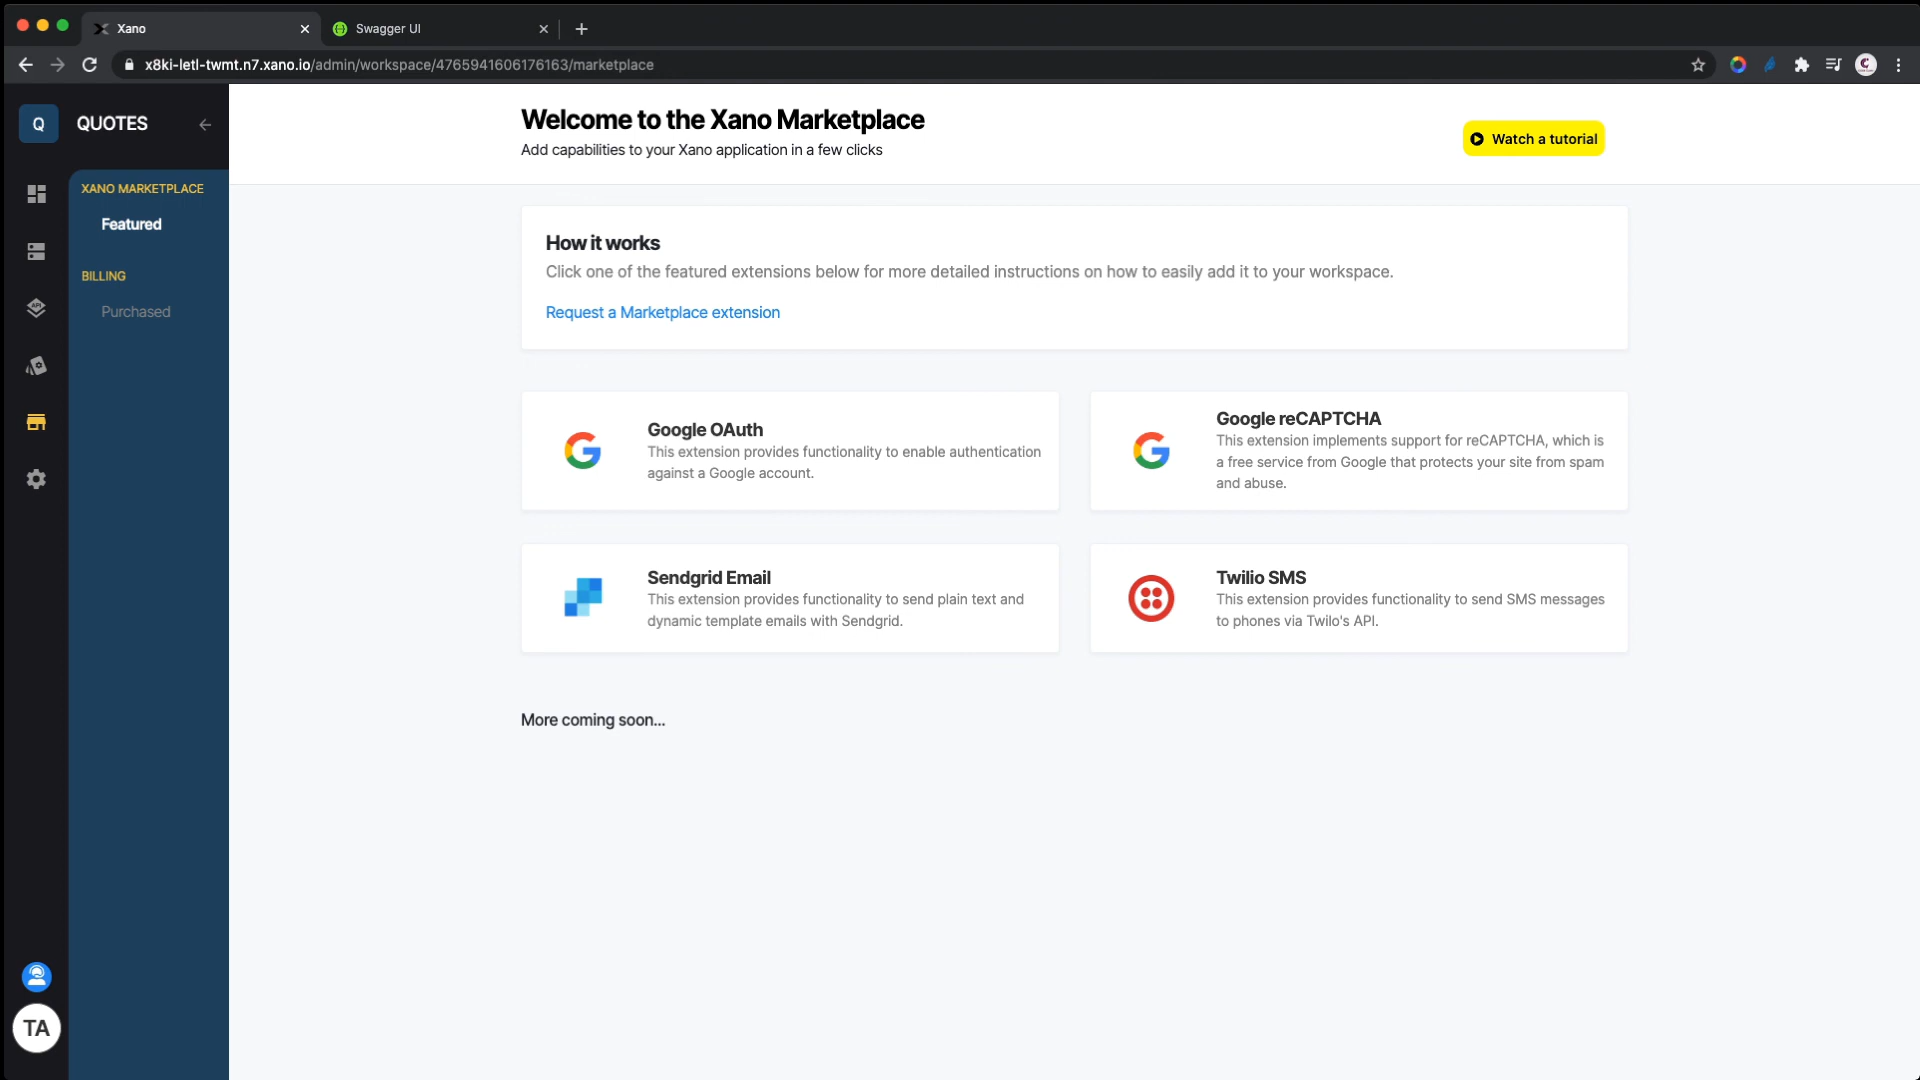 Xano
Swagger UI
x8ki-letl-twmt.n7.xano.io/admin/workspace/4765941606176163/marketplace
Q
QUOTES
XANO MARKETPLACE
Featured
BILLING
Purchased
TA
Welcome to the Xano Marketplace
Add capabilities to your Xano application in a few clicks
Watch a tutorial
How it works
Click one of the featured extensions below for more detailed instructions on how to easily add it to your workspace.
Request a Marketplace extension
Google OAuth
This extension provides functionality to enable authentication
against a Google account.
Google reCAPTCHA
This extension implements support for reCAPTCHA, which is
a free service from Google that protects your site from spam
and abuse.
Sendgrid Email
This extension provides functionality to send plain text and
dynamic template emails with Sendgrid.
Twilio SMS
This extension provides functionality to send SMS messages
to phones via Twilo's API.
More coming soon...